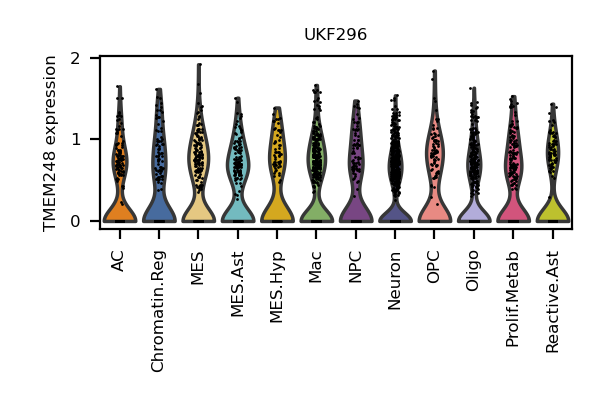 UKF296
TMEM248 expression
2
1
0
AC
Chromatin.Reg
MES
MES.Ast
MES.Hyp
Mac
NPC
Neuron
OPC
Oligo
Prolif.Metab
Reactive.Ast